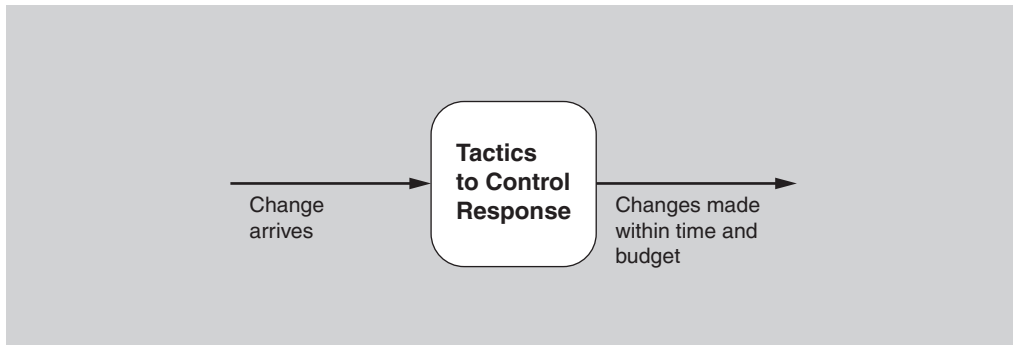 Tactics
to Control
Response
Change
arrives
Changes made
within time and
budget